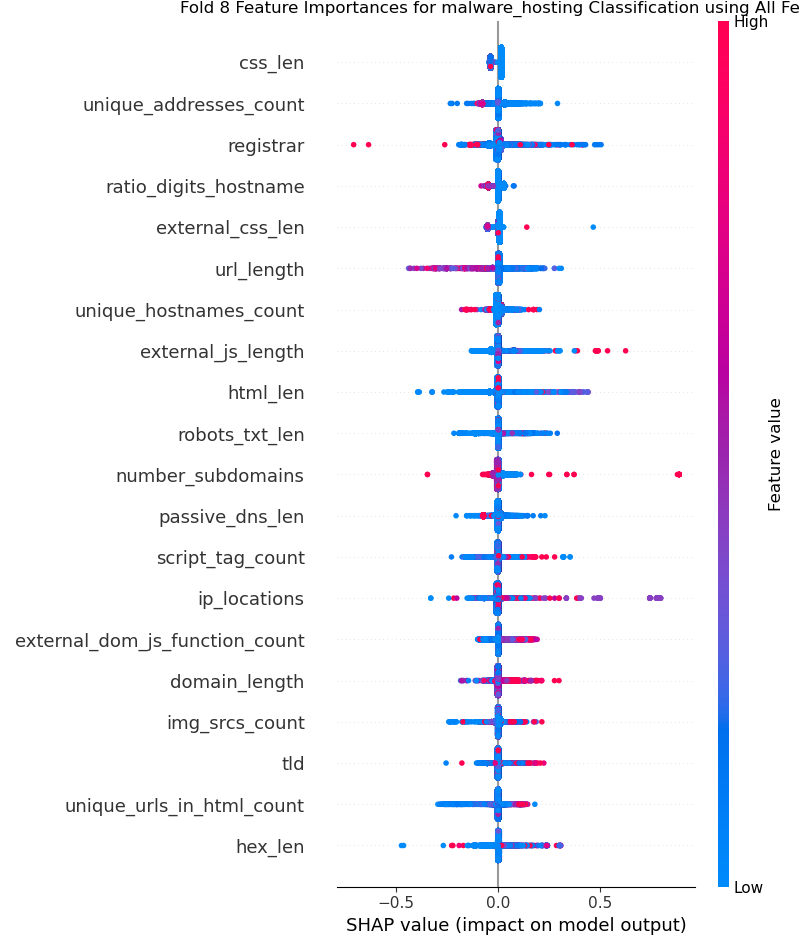 Fold 8 Feature Importances for malware_hosting Classification using All Fe
High
css_len
unique_addresses_count
registrar
ratio_digits_hostname
external_css_len
url_length
unique_hostnames_count
external_js_length
html_len
robots_txt_len
number_subdomains
passive_dns_len
script_tag_count
ip_locations
external_dom_js_function_count
domain_length
img_srcs_count
tld
unique_urls_in_html_count
hex_len
Feature value
Low
−0.5 0.0 0.5
SHAP value (impact on model output)